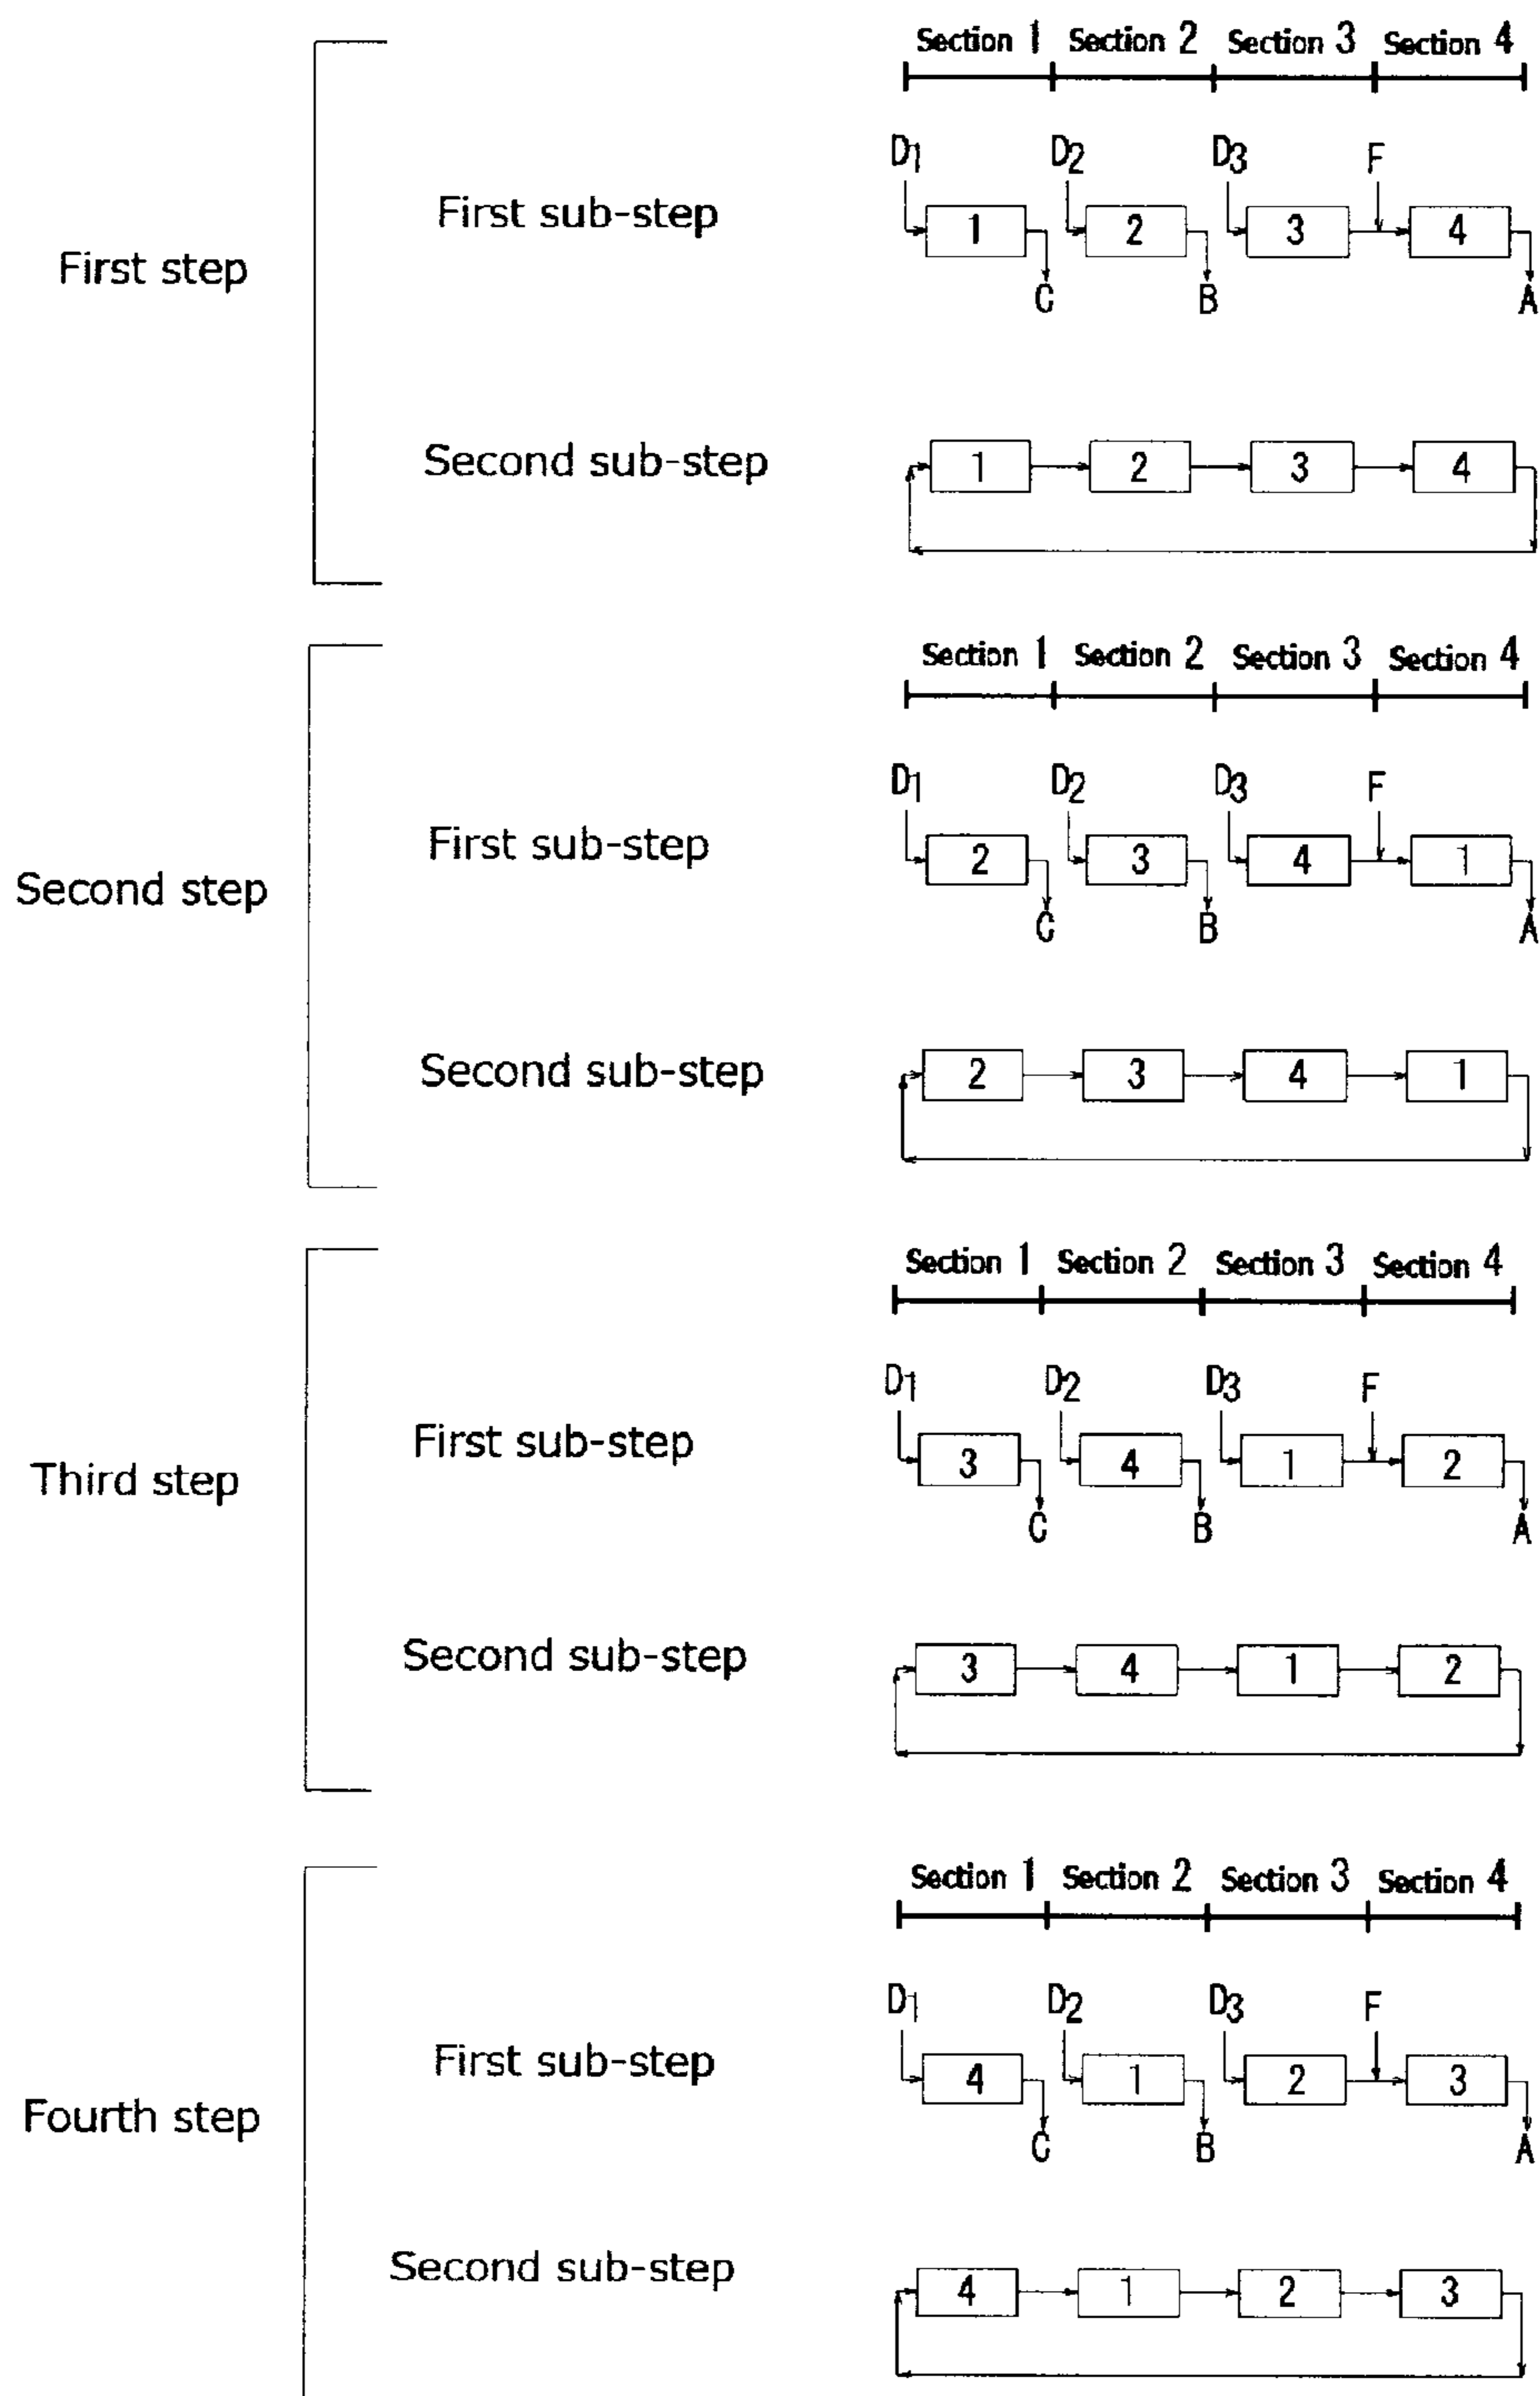 Section 1 Section 2 Section 3 Section 4
D1 D2 D3 F
First sub-step
1 2 3 4
First step
C B A
Second sub-step
1 2 3 4
Section 1 Section 2 Section 3 Section 4
D1 D2 D3 F
First sub-step
2 3 4 1
Second step
C B A
Second sub-step
2 3 4 1
Section 1 Section 2 Section 3 Section 4
D1 D2 D3 F
First sub-step
3 4 1 2
Third step
C B A
Second sub-step
3 4 1 2
Section 1 Section 2 Section 3 Section 4
D1 D2 D3 F
First sub-step
4 1 2 3
Fourth step
C B A
Second sub-step
4 1 2 3